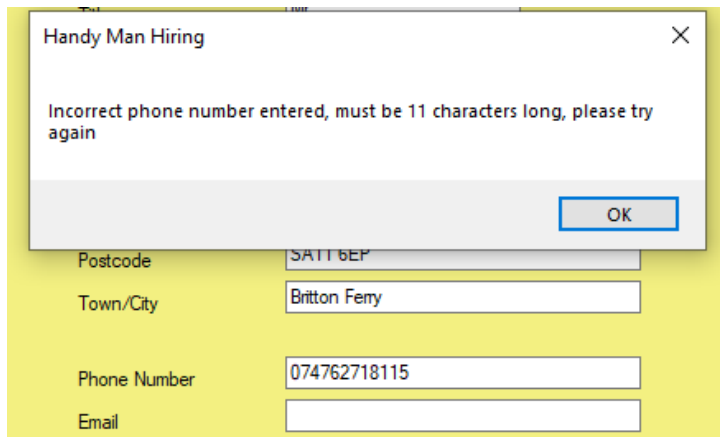 Handy Man Hiring
Incorrect phone number entered, must be 11 characters long, please try
again
OK
Postcode
SA11 6EP
Town/City
Britton Ferry
Phone Number
074762718115
Email